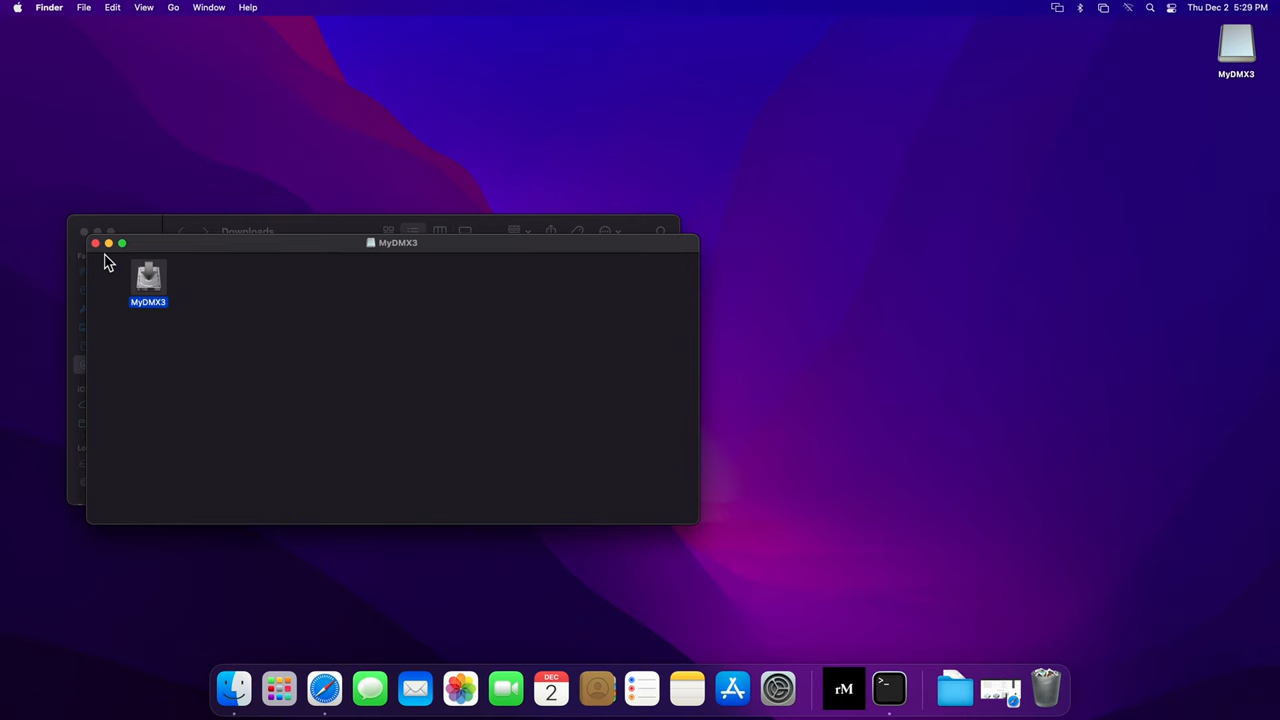 Finder File Edit View Go Window Help Thu Dec 2 5:29 PM
MyDMX3
Downloads
MyDMX3
MyDMX3
DEC
2
rM
>_